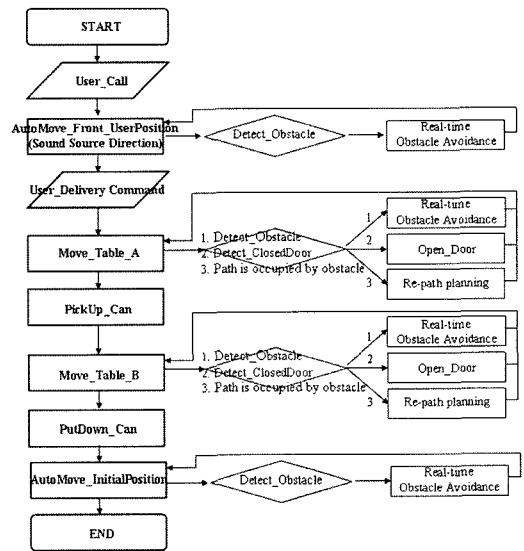 START
User_Call
AutoMove_Front_UserPosition
(Sound Source Direction)
Detect_Obstacle
Real-time
Obstacle Avoidance
User_Delivery Command
Move_Table_A
1. Detect_Obstacle
2. Detect_ClosedDoor
3. Path is occupied by obstacle
1
Real-time
Obstacle Avoidance
2
Open_Door
3
Re-path planning
PickUp_Can
Move_Table_B
1. Detect_Obstacle
2. Detect_ClosedDoor
3. Path is occupied by obstacle
1
Real-time
Obstacle Avoidance
2
Open_Door
3
Re-path planning
PutDown_Can
AutoMove_InitialPosition
Detect_Obstacle
Real-time
Obstacle Avoidance
END